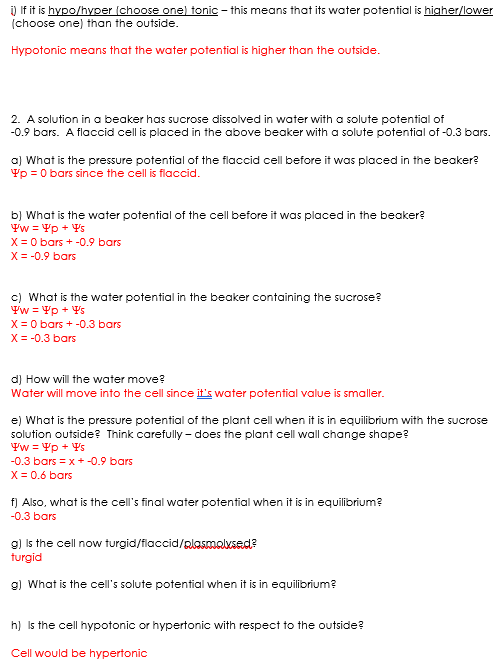 i) If it is hypo/hyper (choose one) tonic – this means that its water potential is higher/lower
(choose one) than the outside.
Hypotonic means that the water potential is higher than the outside.
2. A solution in a beaker has sucrose dissolved in water with a solute potential of
-0.9 bars. A flaccid cell is placed in the above beaker with a solute potential of -0.3 bars.
a) What is the pressure potential of the flaccid cell before it was placed in the beaker?
Ψp = 0 bars since the cell is flaccid.
b) What is the water potential of the cell before it was placed in the beaker?
Ψw = Ψp + Ψs
X = 0 bars + -0.9 bars
X = -0.9 bars
c) What is the water potential in the beaker containing the sucrose?
Ψw = Ψp + Ψs
X = 0 bars + -0.3 bars
X = -0.3 bars
d) How will the water move?
Water will move into the cell since it's water potential value is smaller.
e) What is the pressure potential of the plant cell when it is in equilibrium with the sucrose
solution outside? Think carefully – does the plant cell wall change shape?
Ψw = Ψp + Ψs
-0.3 bars = x + -0.9 bars
X = 0.6 bars
f) Also, what is the cell's final water potential when it is in equilibrium?
-0.3 bars
g) Is the cell now turgid/flaccid/plasmolysed?
turgid
g) What is the cell's solute potential when it is in equilibrium?
h) Is the cell hypotonic or hypertonic with respect to the outside?
Cell would be hypertonic